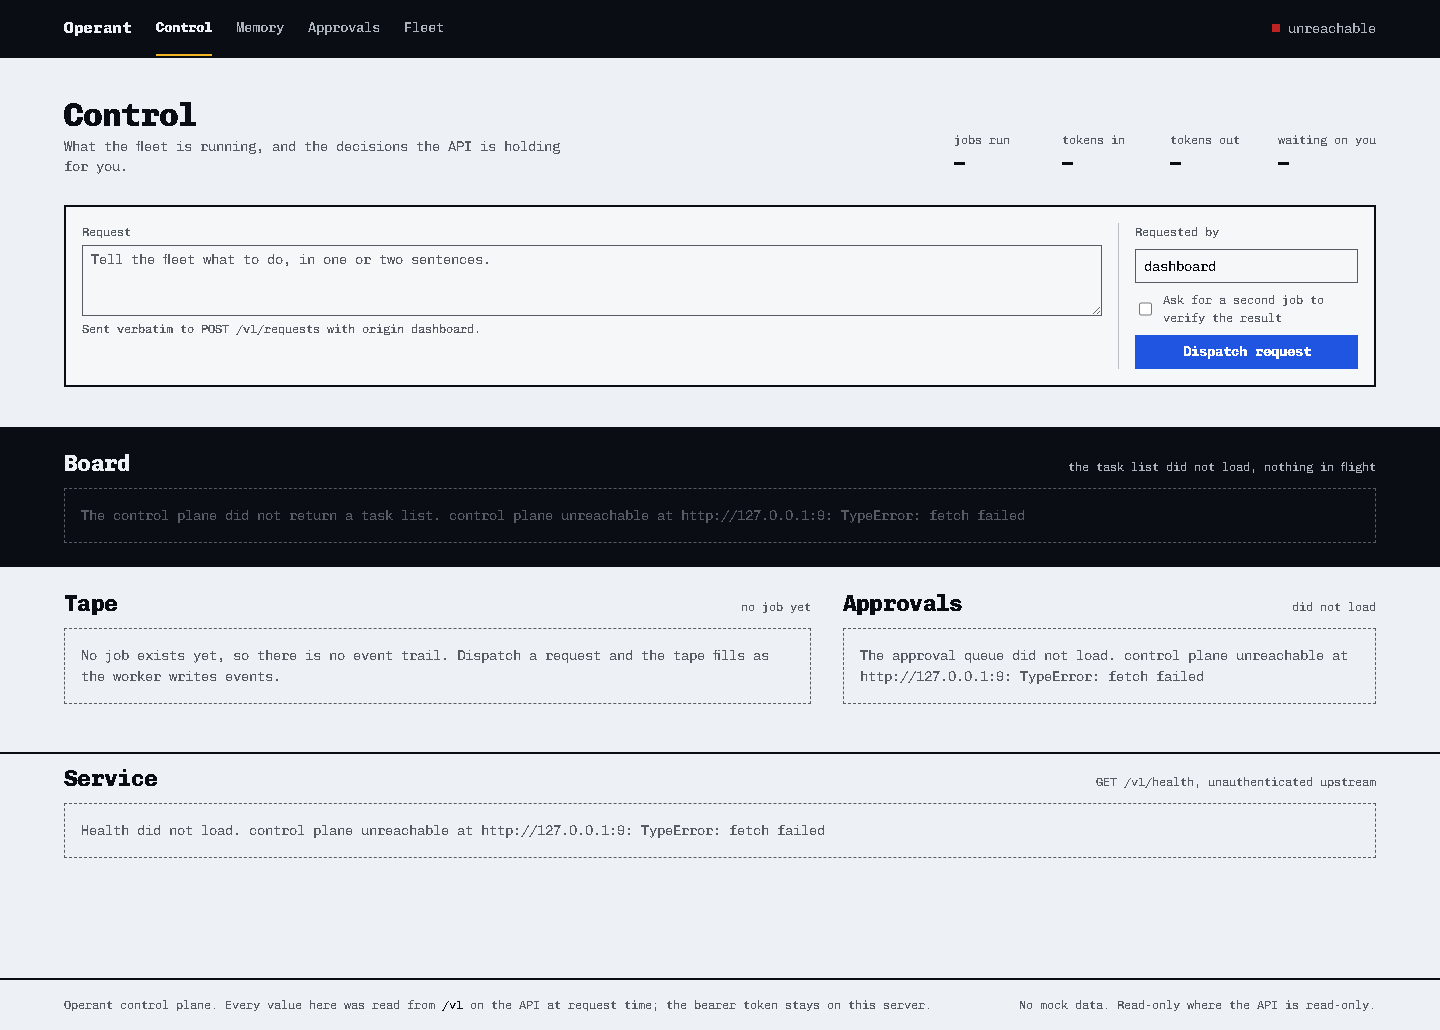 Operant Control Memory Approvals Fleet unreachable
Control
What the fleet is running, and the decisions the API is holding
for you.
jobs run tokens in tokens out waiting on you
– – – –
Request
Tell the fleet what to do, in one or two sentences.
Sent verbatim to POST /v1/requests with origin dashboard.
Requested by
dashboard
Ask for a second job to
verify the result
Dispatch request
Board
the task list did not load, nothing in flight
The control plane did not return a task list. control plane unreachable at http://127.0.0.1:9: TypeError: fetch failed
Tape
no job yet
No job exists yet, so there is no event trail. Dispatch a request and the tape fills as
the worker writes events.
Approvals
did not load
The approval queue did not load. control plane unreachable at
http://127.0.0.1:9: TypeError: fetch failed
Service
GET /v1/health, unauthenticated upstream
Health did not load. control plane unreachable at http://127.0.0.1:9: TypeError: fetch failed
Operant control plane. Every value here was read from /v1 on the API at request time; the bearer token stays on this server.
No mock data. Read-only where the API is read-only.